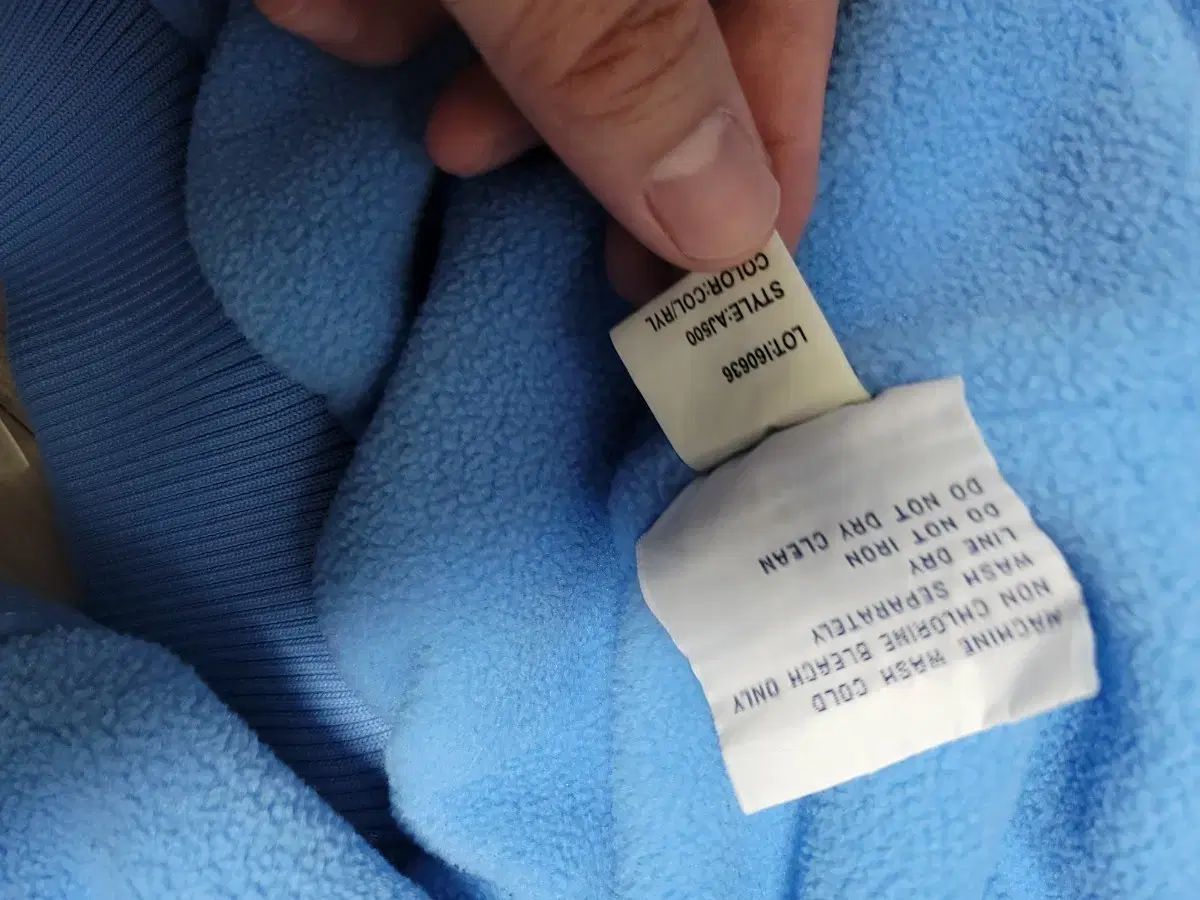 LOT:I60636
STYLE:AJ500
COLOR:COL/RYL
MACHINE WASH COLD
NON CHLORINE BLEACH ONLY
WASH SEPARATELY
LINE DRY
DO NOT IRON
DO NOT DRY CLEAN